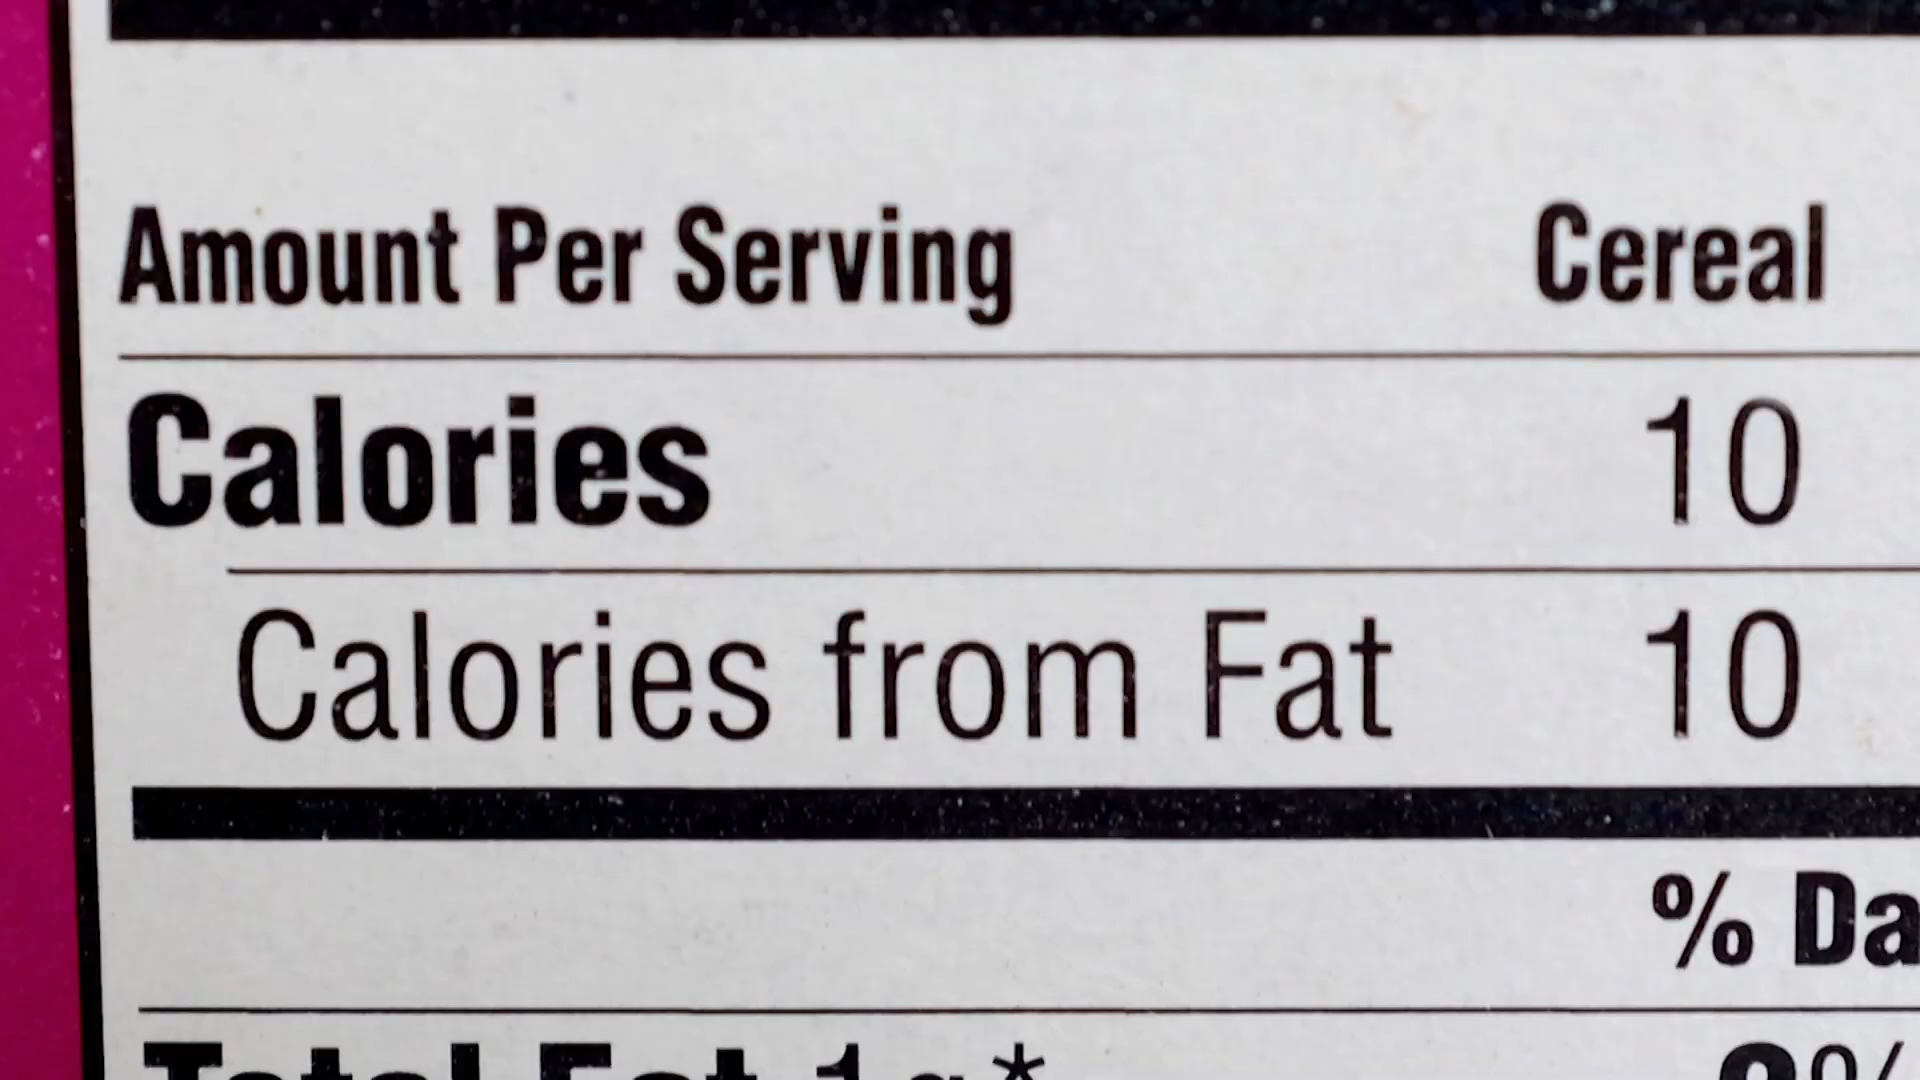 Amount Per Serving Cereal
Calories 10
Calories from Fat 10
% Da
Total Fat 1g*